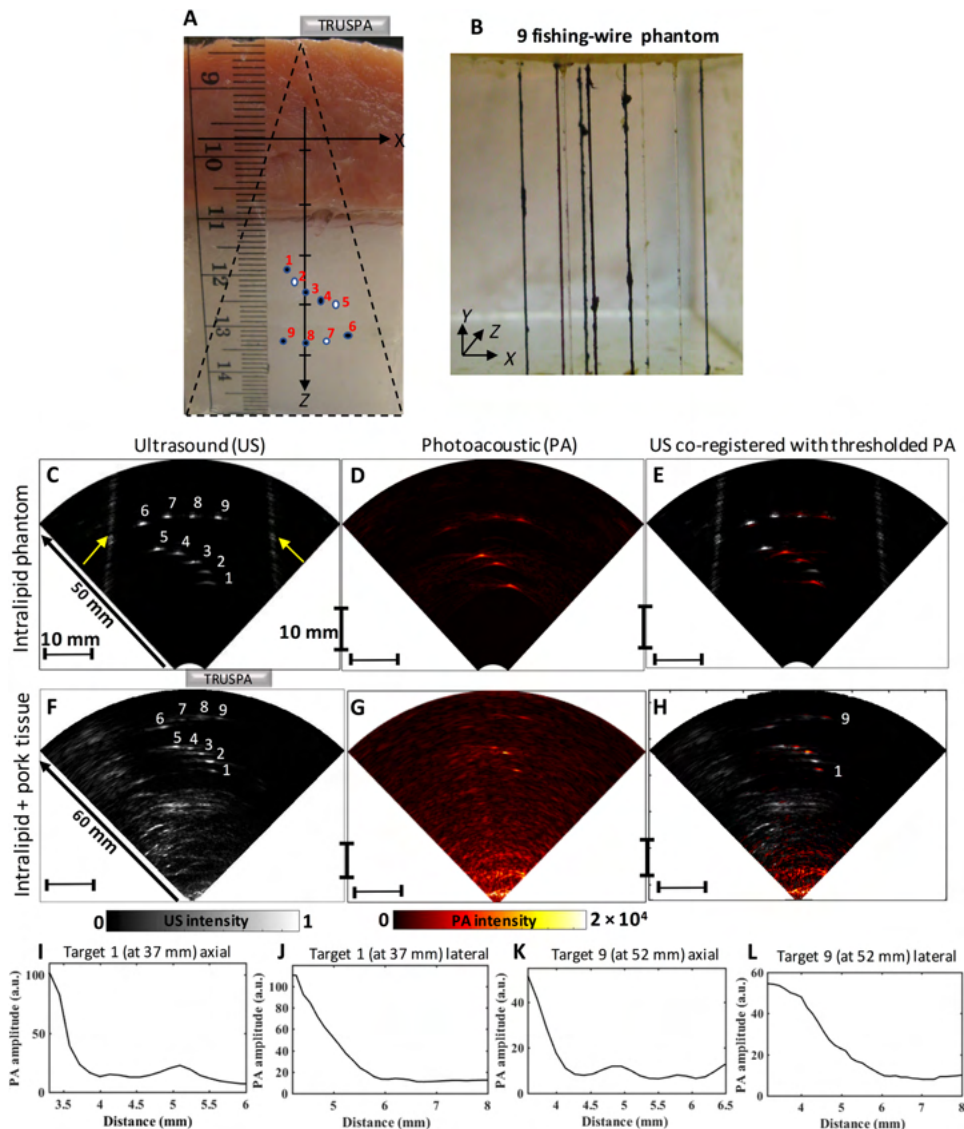 A
TRUSPA
B
9 fishing-wire phantom
9
10
11
12
13
14
X
1
2
3
4
5
6
7
8
9
Z
Y
Z
X
Ultrasound (US)
Photoacoustic (PA)
US co-registered with thresholded PA
Intralipid phantom
C
6
7
8
9
5
4
3
2
1
50 mm
10 mm
D
10 mm
E
Intralipid + pork tissue
TRUSPA
F
6
7
8
9
5
4
3
2
1
60 mm
G
H
9
1
0
US intensity
1
0
PA intensity
2 × 10⁴
I
Target 1 (at 37 mm) axial
PA amplitude (a.u.)
100
50
0
3.5
4
4.5
5
5.5
6
Distance (mm)
J
Target 1 (at 37 mm) lateral
PA amplitude (a.u.)
100
80
60
40
20
0
5
6
7
8
Distance (mm)
K
Target 9 (at 52 mm) axial
PA amplitude (a.u.)
40
20
0
4
4.5
5
5.5
6
6.5
Distance (mm)
L
Target 9 (at 52 mm) lateral
PA amplitude (a.u.)
60
40
20
0
4
5
6
7
8
Distance (mm)